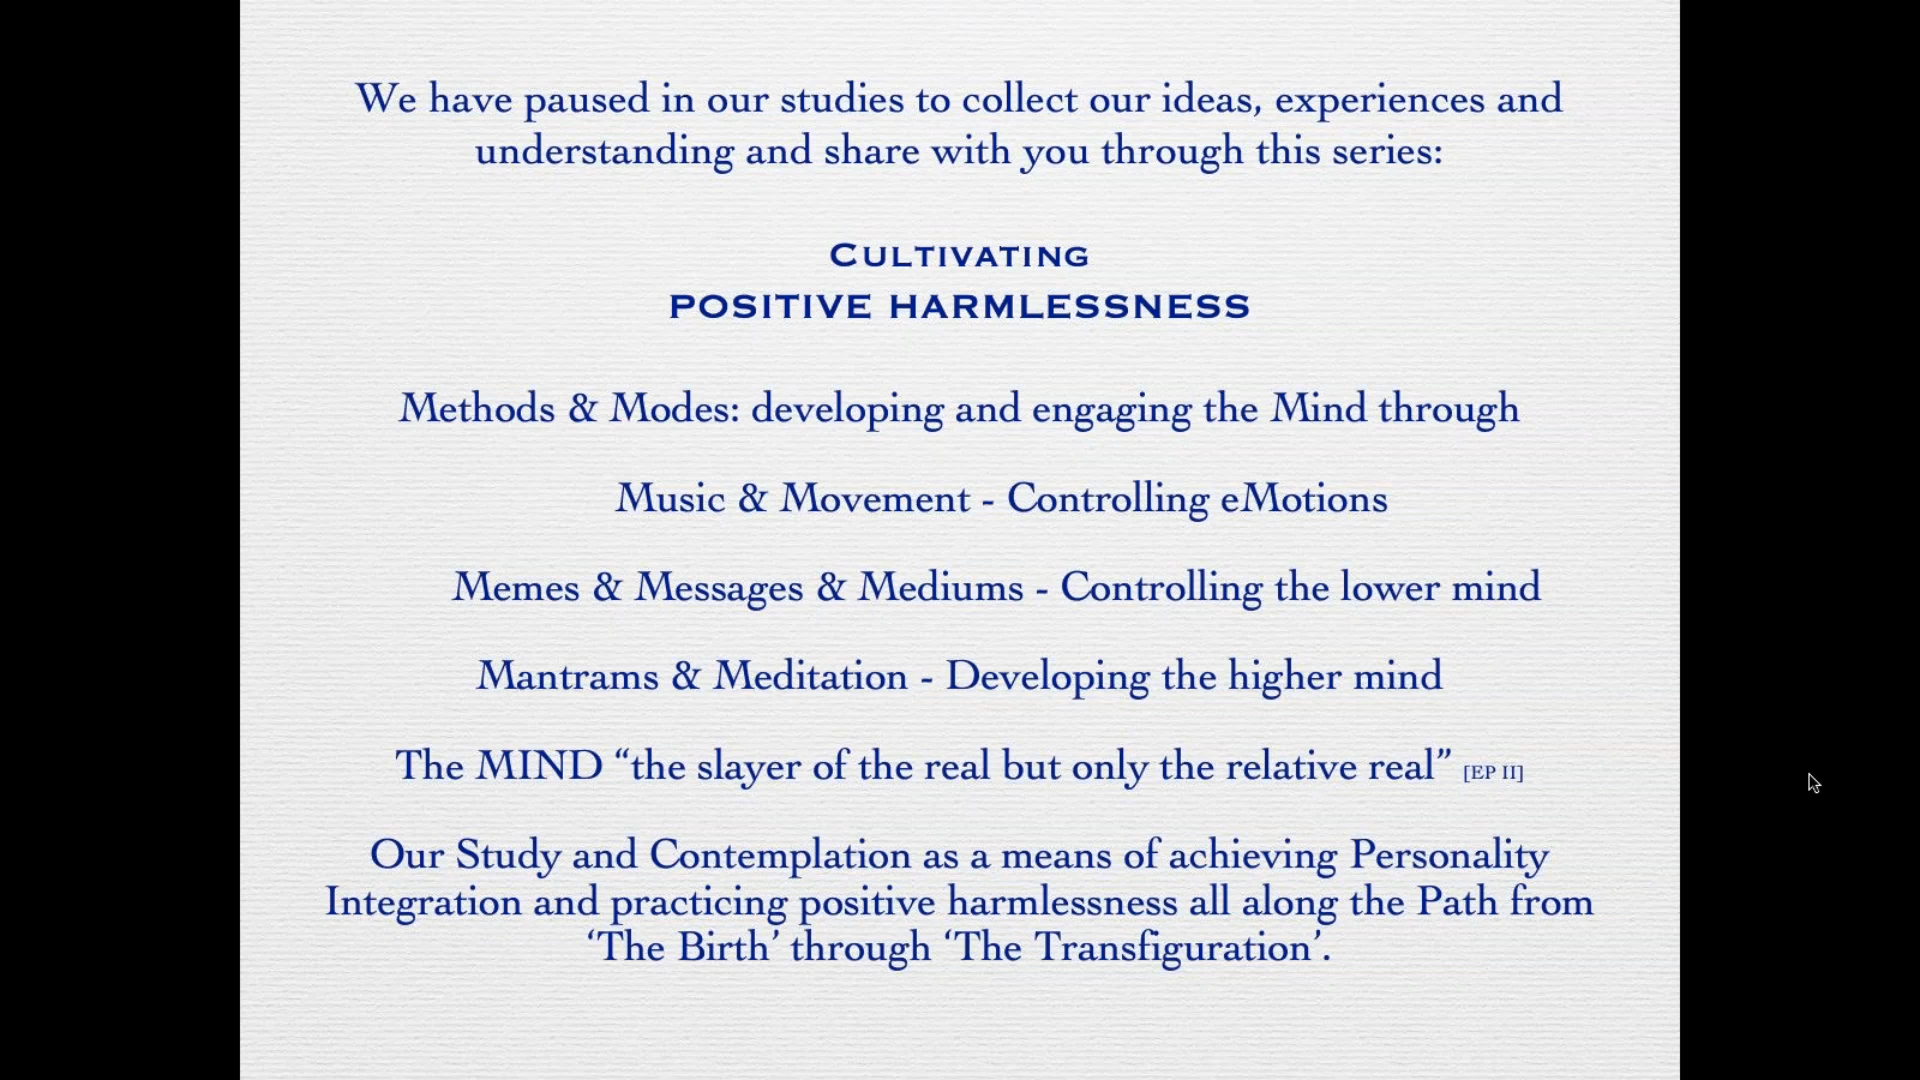 We have paused in our studies to collect our ideas, experiences and
understanding and share with you through this series:
Cultivating
POSITIVE HARMLESSNESS
Methods & Modes: developing and engaging the Mind through
Music & Movement - Controlling eMotions
Memes & Messages & Mediums - Controlling the lower mind
Mantrams & Meditation - Developing the higher mind
The MIND “the slayer of the real but only the relative real” [EP II]
Our Study and Contemplation as a means of achieving Personality
Integration and practicing positive harmlessness all along the Path from
‘The Birth’ through ‘The Transfiguration’.